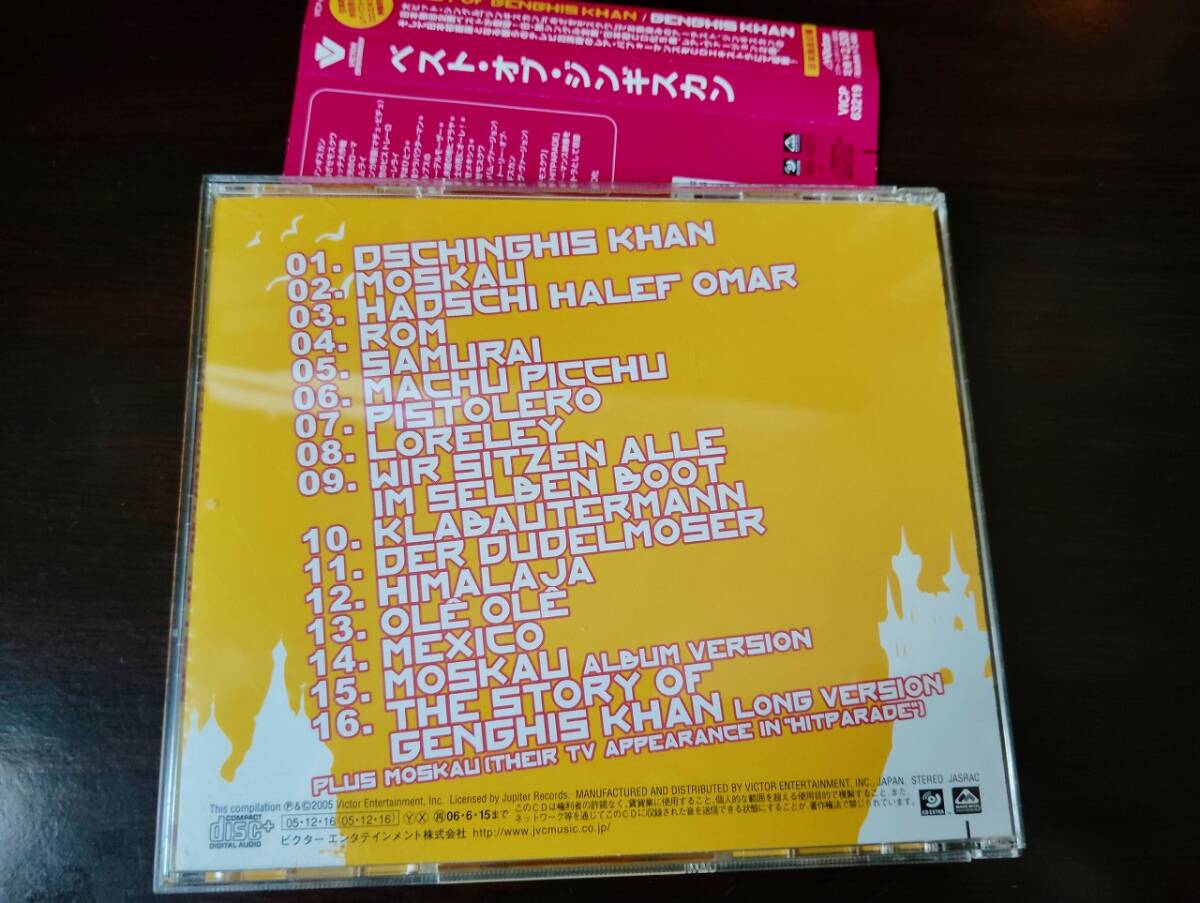 OF GENGHIS KHAN / GENGHIS KHAN
ベスト・オブ・ジンギスカン
VICP
63219
01. DSCHINGHIS KHAN
02. MOSKAU
03. HADSCHI HALEF OMAR
04. ROM
05. SAMURAI
06. MACHU PICCHU
07. PISTOLERO
08. LORELEY
09. WIR SITZEN ALLE
IM SELBEN BOOT
10. KLABAUTERMANN
11. DER DUDELMOSER
12. HIMALAJA
13. OLÊ OLÊ
14. MEXICO
15. MOSKAU ALBUM VERSION
16. THE STORY OF
GENGHIS KHAN LONG VERSION
PLUS MOSKAU (THEIR TV APPEARANCE IN "HITPARADE")
This compilation Ⓟ&©2005 Victor Entertainment, Inc. Licensed by Jupiter Records. MANUFACTURED AND DISTRIBUTED BY VICTOR ENTERTAINMENT, INC., JAPAN. STEREO JASRAC
COMPACT
disc+
DIGITAL AUDIO
05・12・16 (05・12・16) YX 再06・6・15まで
このCDは権利者の許諾なく、賃貸業に使用すること、個人的な範囲を超える使用目的で複製すること、また、
ネットワーク等を通じてこのCDに収録された音を送信できる状態にすることが、著作権法で禁じられています。
ビクター エンタテインメント株式会社 http://www.jvcmusic.co.jp/
CD EXTRA